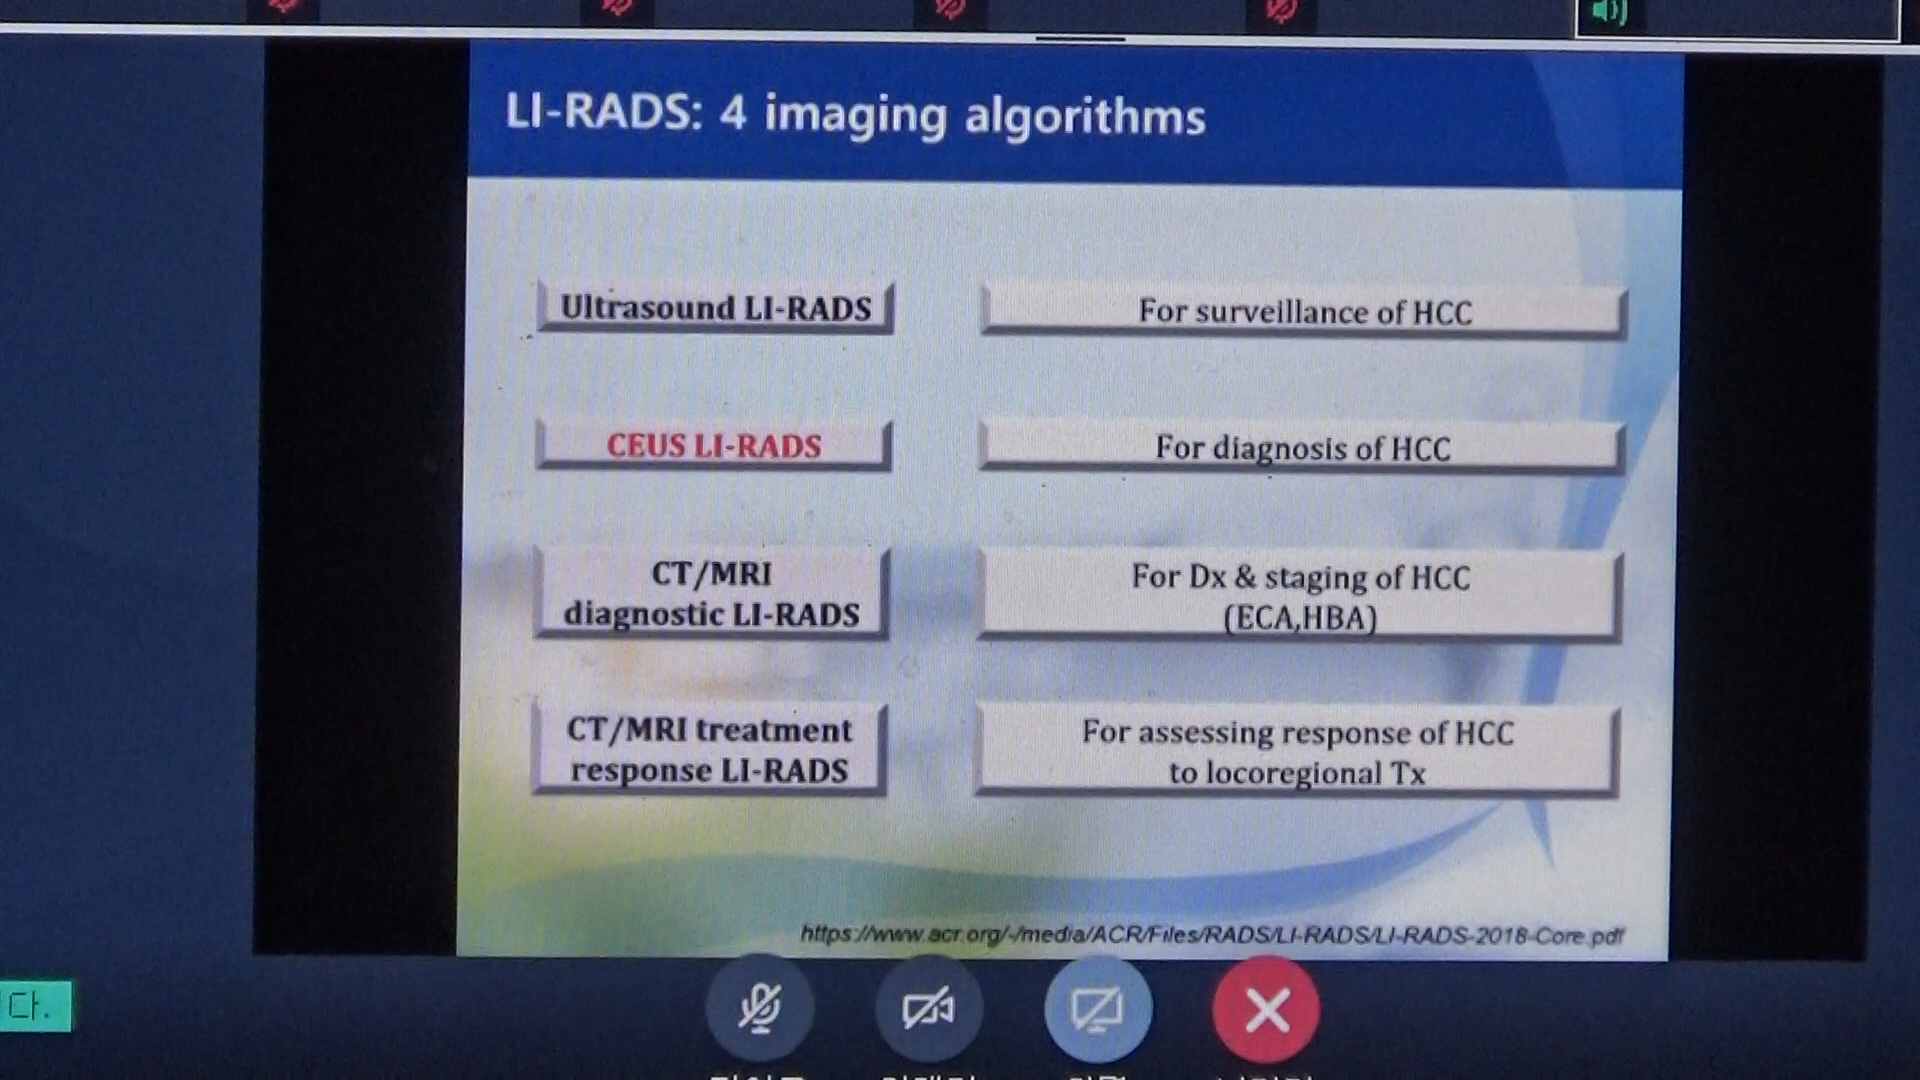 LI-RADS: 4 imaging algorithms
Ultrasound LI-RADS
For surveillance of HCC
CEUS LI-RADS
For diagnosis of HCC
CT/MRI
diagnostic LI-RADS
For Dx & staging of HCC
(ECA,HBA)
CT/MRI treatment
response LI-RADS
For assessing response of HCC
to locoregional Tx
https://www.acr.org/-/media/ACR/Files/RADS/LI-RADS/LI-RADS-2018-Core.pdf
다.